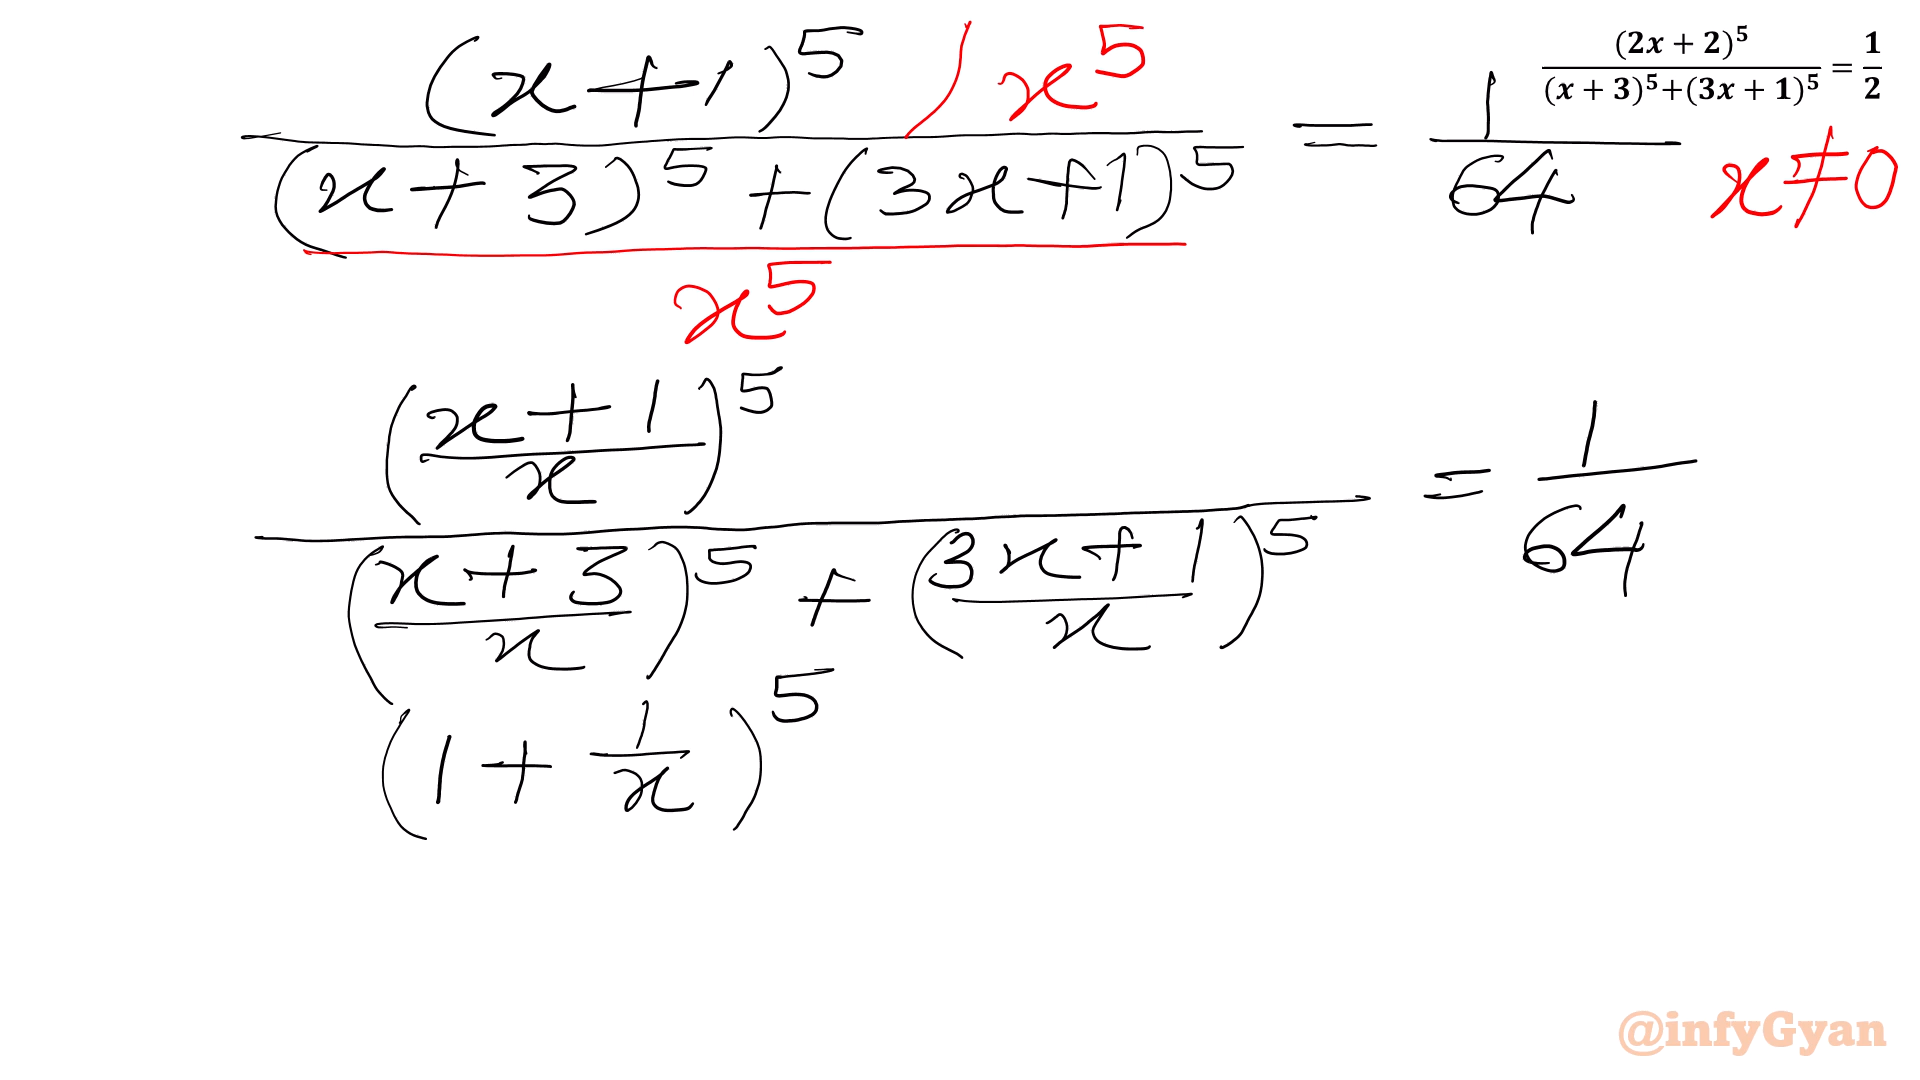 (2x + 2)^5 / ((x + 3)^5+(3x + 1)^5) = 1/2
((x+1)^5 / x^5) / (((x+3)^5 + (3x+1)^5) / x^5) = 1/64 x≠0
((x+1)/x)^5 / (((x+3)/x)^5 + ((3x+1)/x)^5) = 1/64
(1 + 1/x)^5
@infyGyan